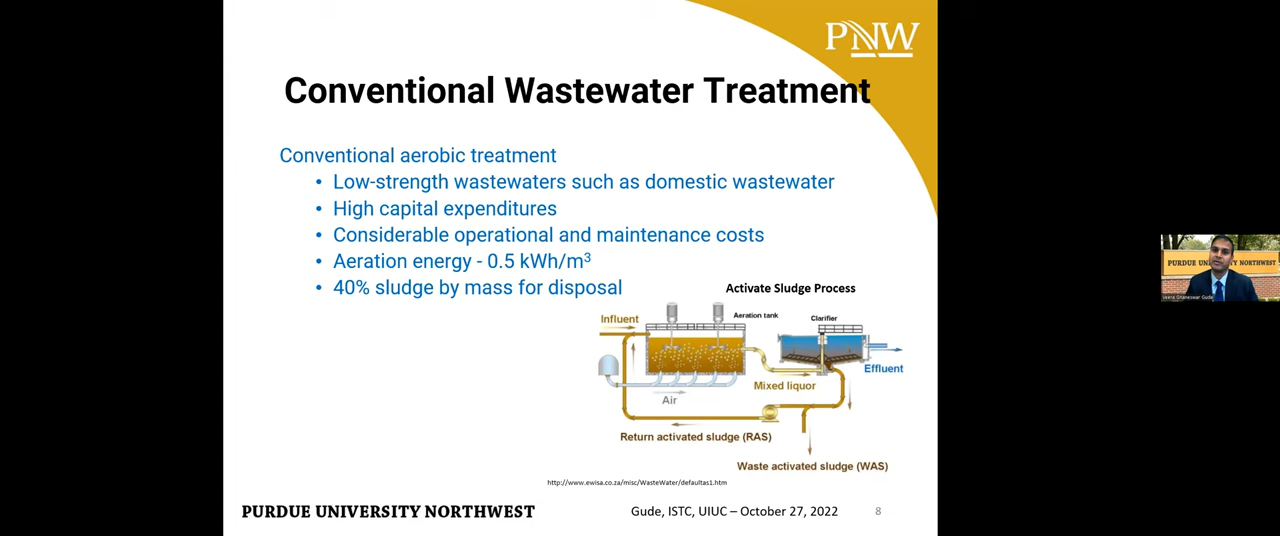 PNW
Conventional Wastewater Treatment
Conventional aerobic treatment
• Low-strength wastewaters such as domestic wastewater
• High capital expenditures
• Considerable operational and maintenance costs
• Aeration energy - 0.5 kWh/m³
• 40% sludge by mass for disposal
Activate Sludge Process
Influent
Aeration tank
Clarifier
Effluent
Mixed liquor
Air
Return activated sludge (RAS)
Waste activated sludge (WAS)
http://www.ewisa.co.za/misc/WasteWater/defaultas1.htm
PURDUE UNIVERSITY NORTHWEST
Gude, ISTC, UIUC – October 27, 2022
8
PURDUE UNIVERSITY NORTHWEST
Gude